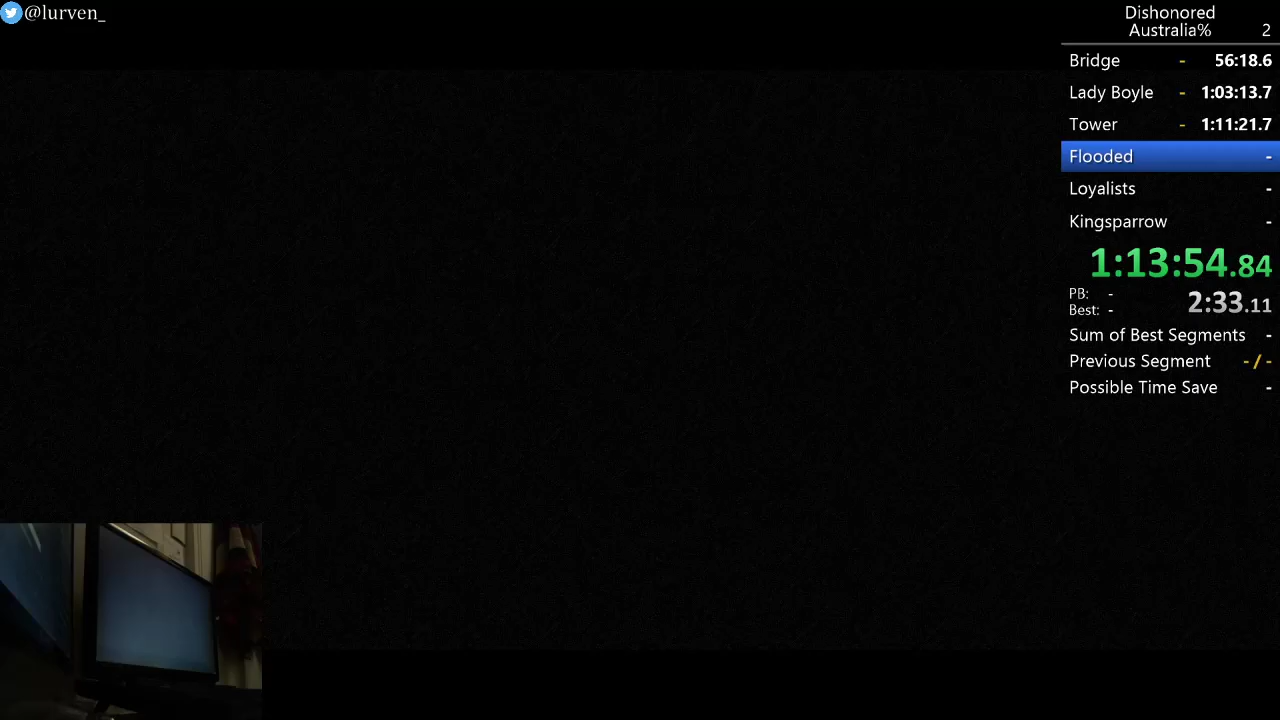 @lurven_
Dishonored
Australia% 2
Bridge - 56:18.6
Lady Boyle - 1:03:13.7
Tower - 1:11:21.7
Flooded -
Loyalists -
Kingsparrow -
1:13:54.84
PB: - 2:33.11
Best: -
Sum of Best Segments -
Previous Segment - / -
Possible Time Save -